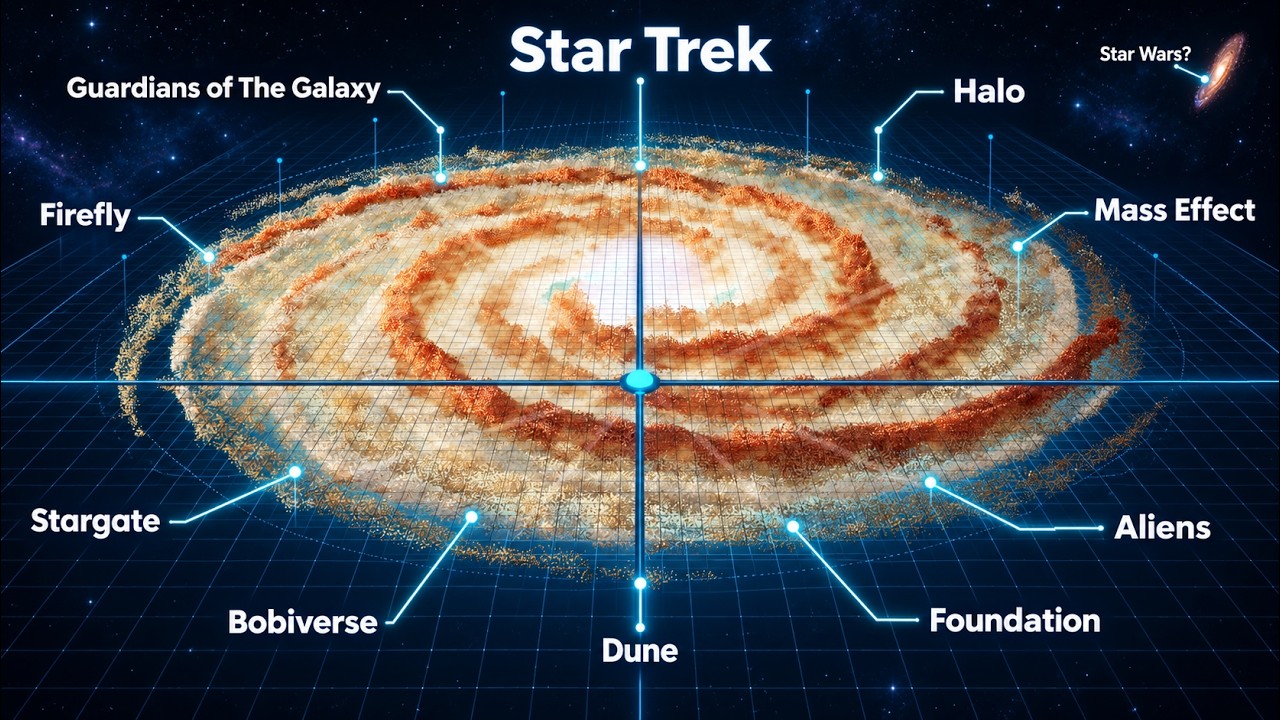 Star Trek
Star Wars?
Guardians of The Galaxy
Halo
Firefly
Mass Effect
Stargate
Aliens
Bobiverse
Foundation
Dune